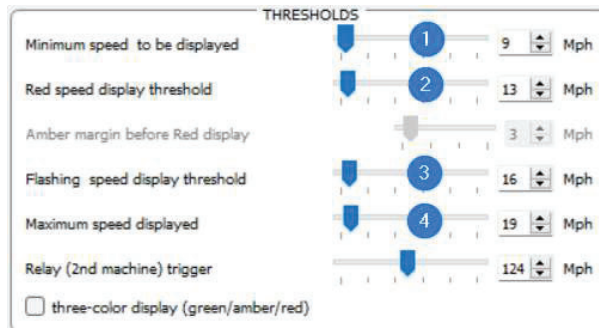 THRESHOLDS
Minimum speed to be displayed 1 9 Mph
Red speed display threshold 2 13 Mph
Amber margin before Red display 3 Mph
Flashing speed display threshold 3 16 Mph
Maximum speed displayed 4 19 Mph
Relay (2nd machine) trigger 124 Mph
three-color display (green/amber/red)